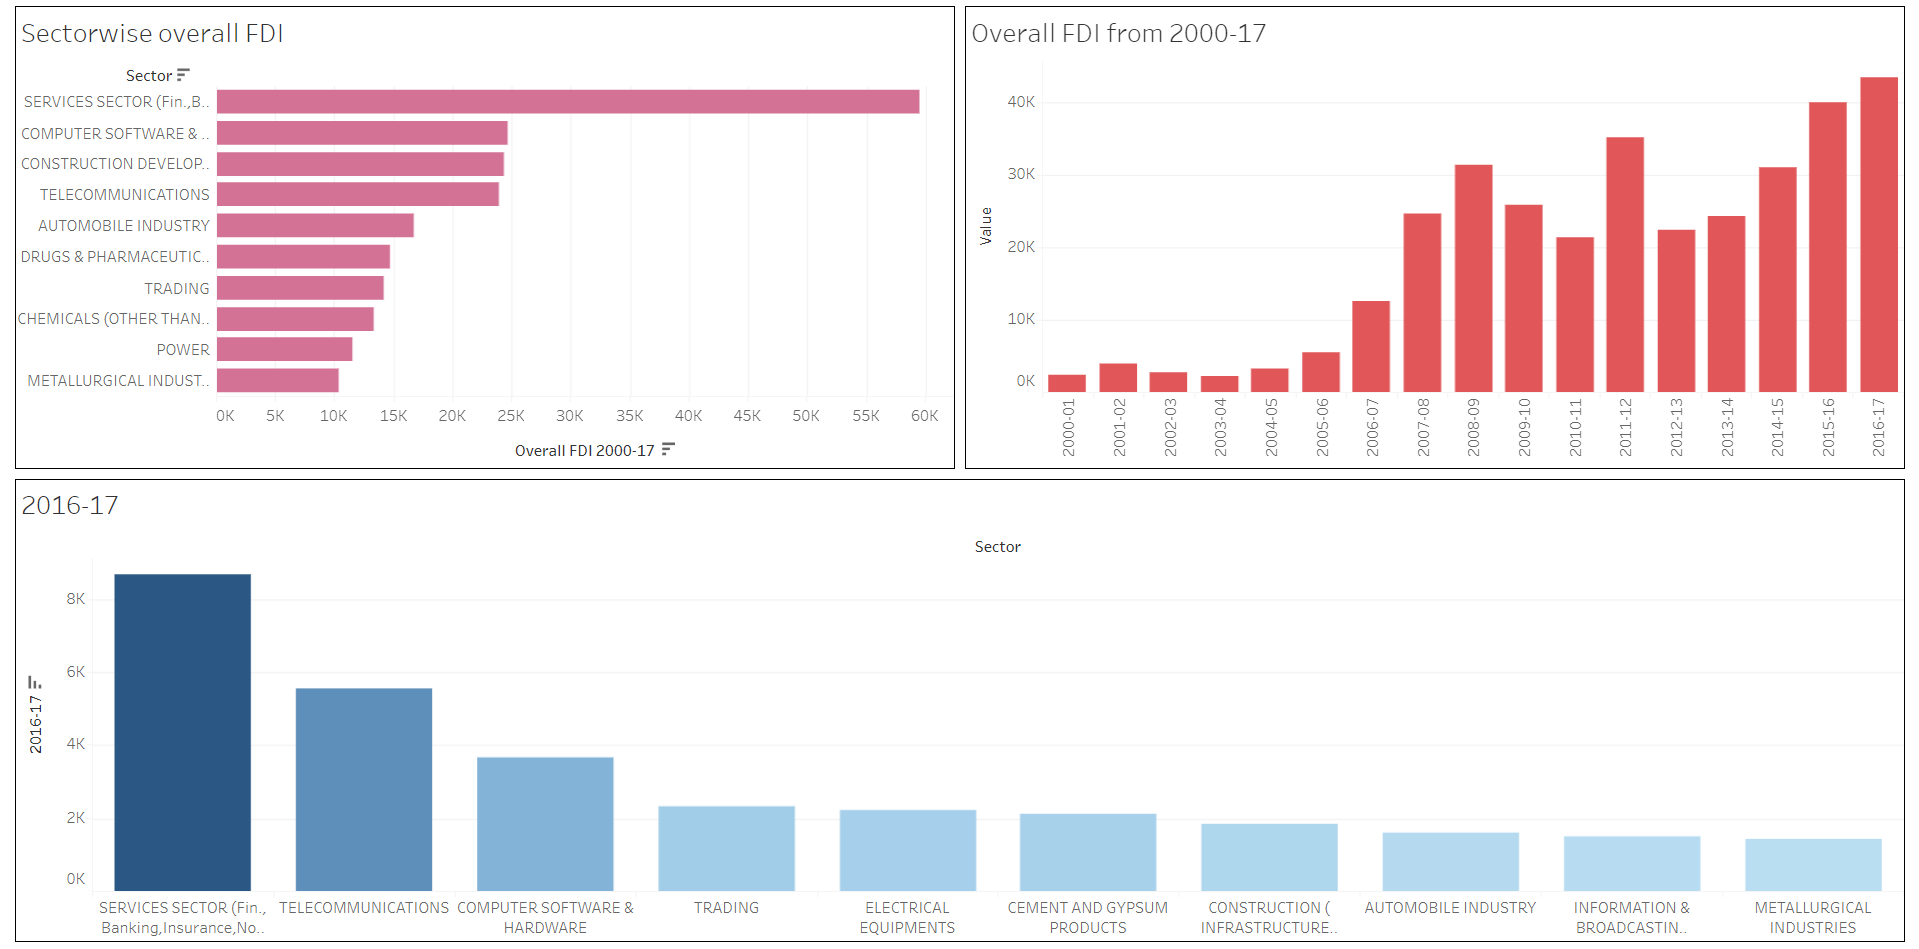 Sectorwise overall FDI
Sector
SERVICES SECTOR (Fin.,B..
COMPUTER SOFTWARE & ..
CONSTRUCTION DEVELOP..
TELECOMMUNICATIONS
AUTOMOBILE INDUSTRY
DRUGS & PHARMACEUTIC..
TRADING
CHEMICALS (OTHER THAN..
POWER
METALLURGICAL INDUST..
0K 5K 10K 15K 20K 25K 30K 35K 40K 45K 50K 55K 60K
Overall FDI 2000-17
Overall FDI from 2000-17
Value
40K
30K
20K
10K
0K
2000-01
2001-02
2002-03
2003-04
2004-05
2005-06
2006-07
2007-08
2008-09
2009-10
2010-11
2011-12
2012-13
2013-14
2014-15
2015-16
2016-17
2016-17
Sector
2016-17
8K
6K
4K
2K
0K
SERVICES SECTOR (Fin.,
Banking,Insurance,No..
TELECOMMUNICATIONS
COMPUTER SOFTWARE &
HARDWARE
TRADING
ELECTRICAL
EQUIPMENTS
CEMENT AND GYPSUM
PRODUCTS
CONSTRUCTION (
INFRASTRUCTURE..
AUTOMOBILE INDUSTRY
INFORMATION &
BROADCASTIN..
METALLURGICAL
INDUSTRIES